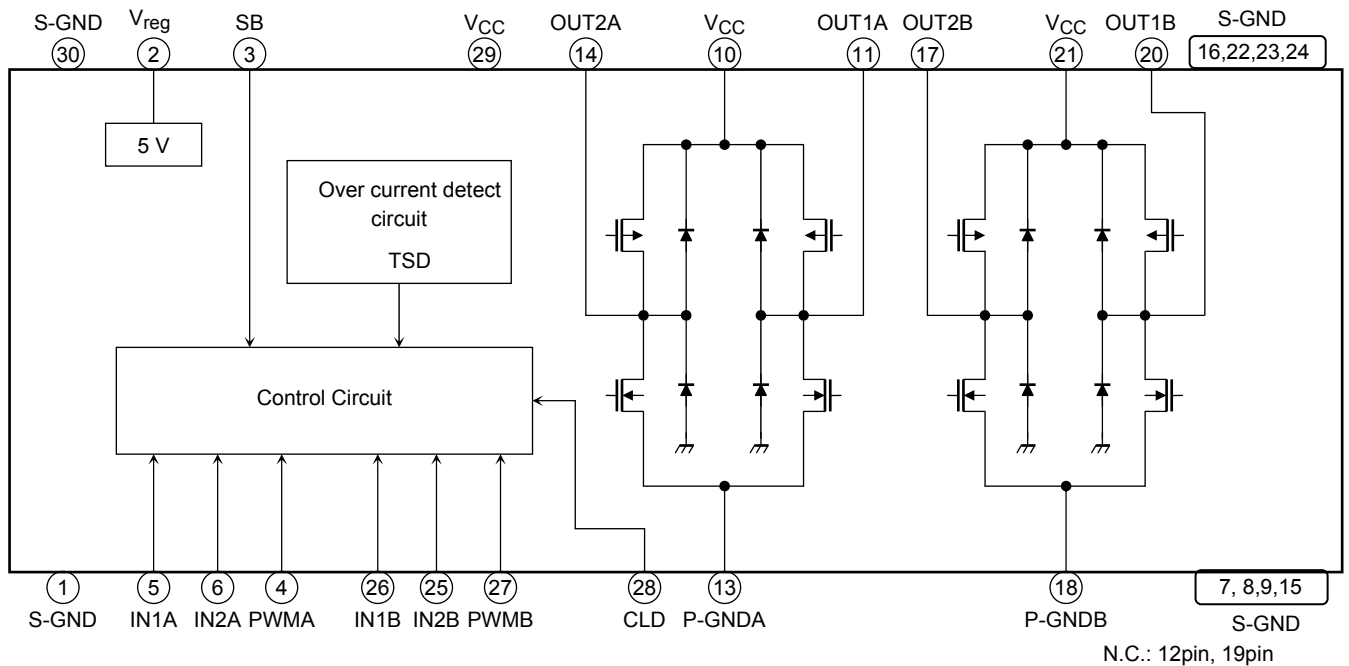 S-GND Vreg SB VCC OUT2A VCC OUT1A OUT2B VCC OUT1B S-GND
30 2 3 29 14 10 11 17 21 20 16,22,23,24
5 V
Over current detect
circuit
TSD
Control Circuit
1 5 6 4 26 25 27 28 13 18 7, 8,9,15
S-GND IN1A IN2A PWMA IN1B IN2B PWMB CLD P-GNDA P-GNDB S-GND
N.C.: 12pin, 19pin